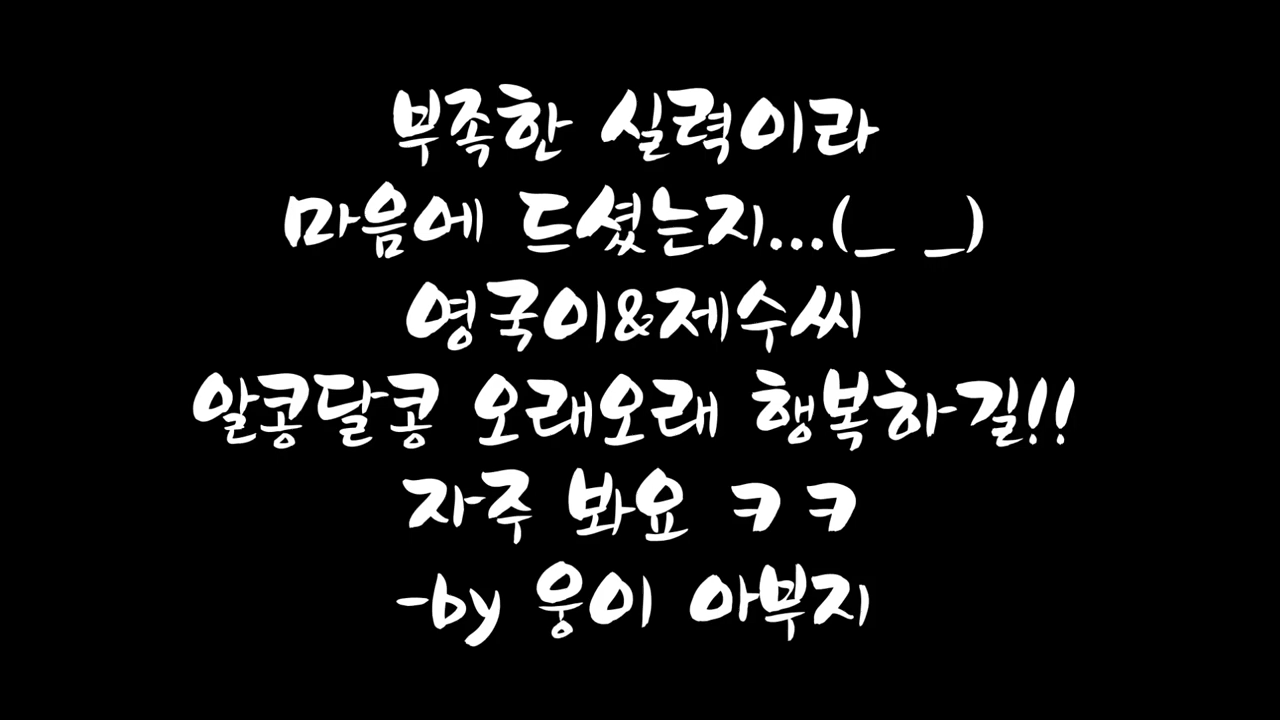 부족한 실력이라
마음에 드셨는지...(_ _)
영국이&제수씨
알콩달콩 오래오래 행복하길!!
자주 봐요 ㅋㅋ
-by 웅이 아부지